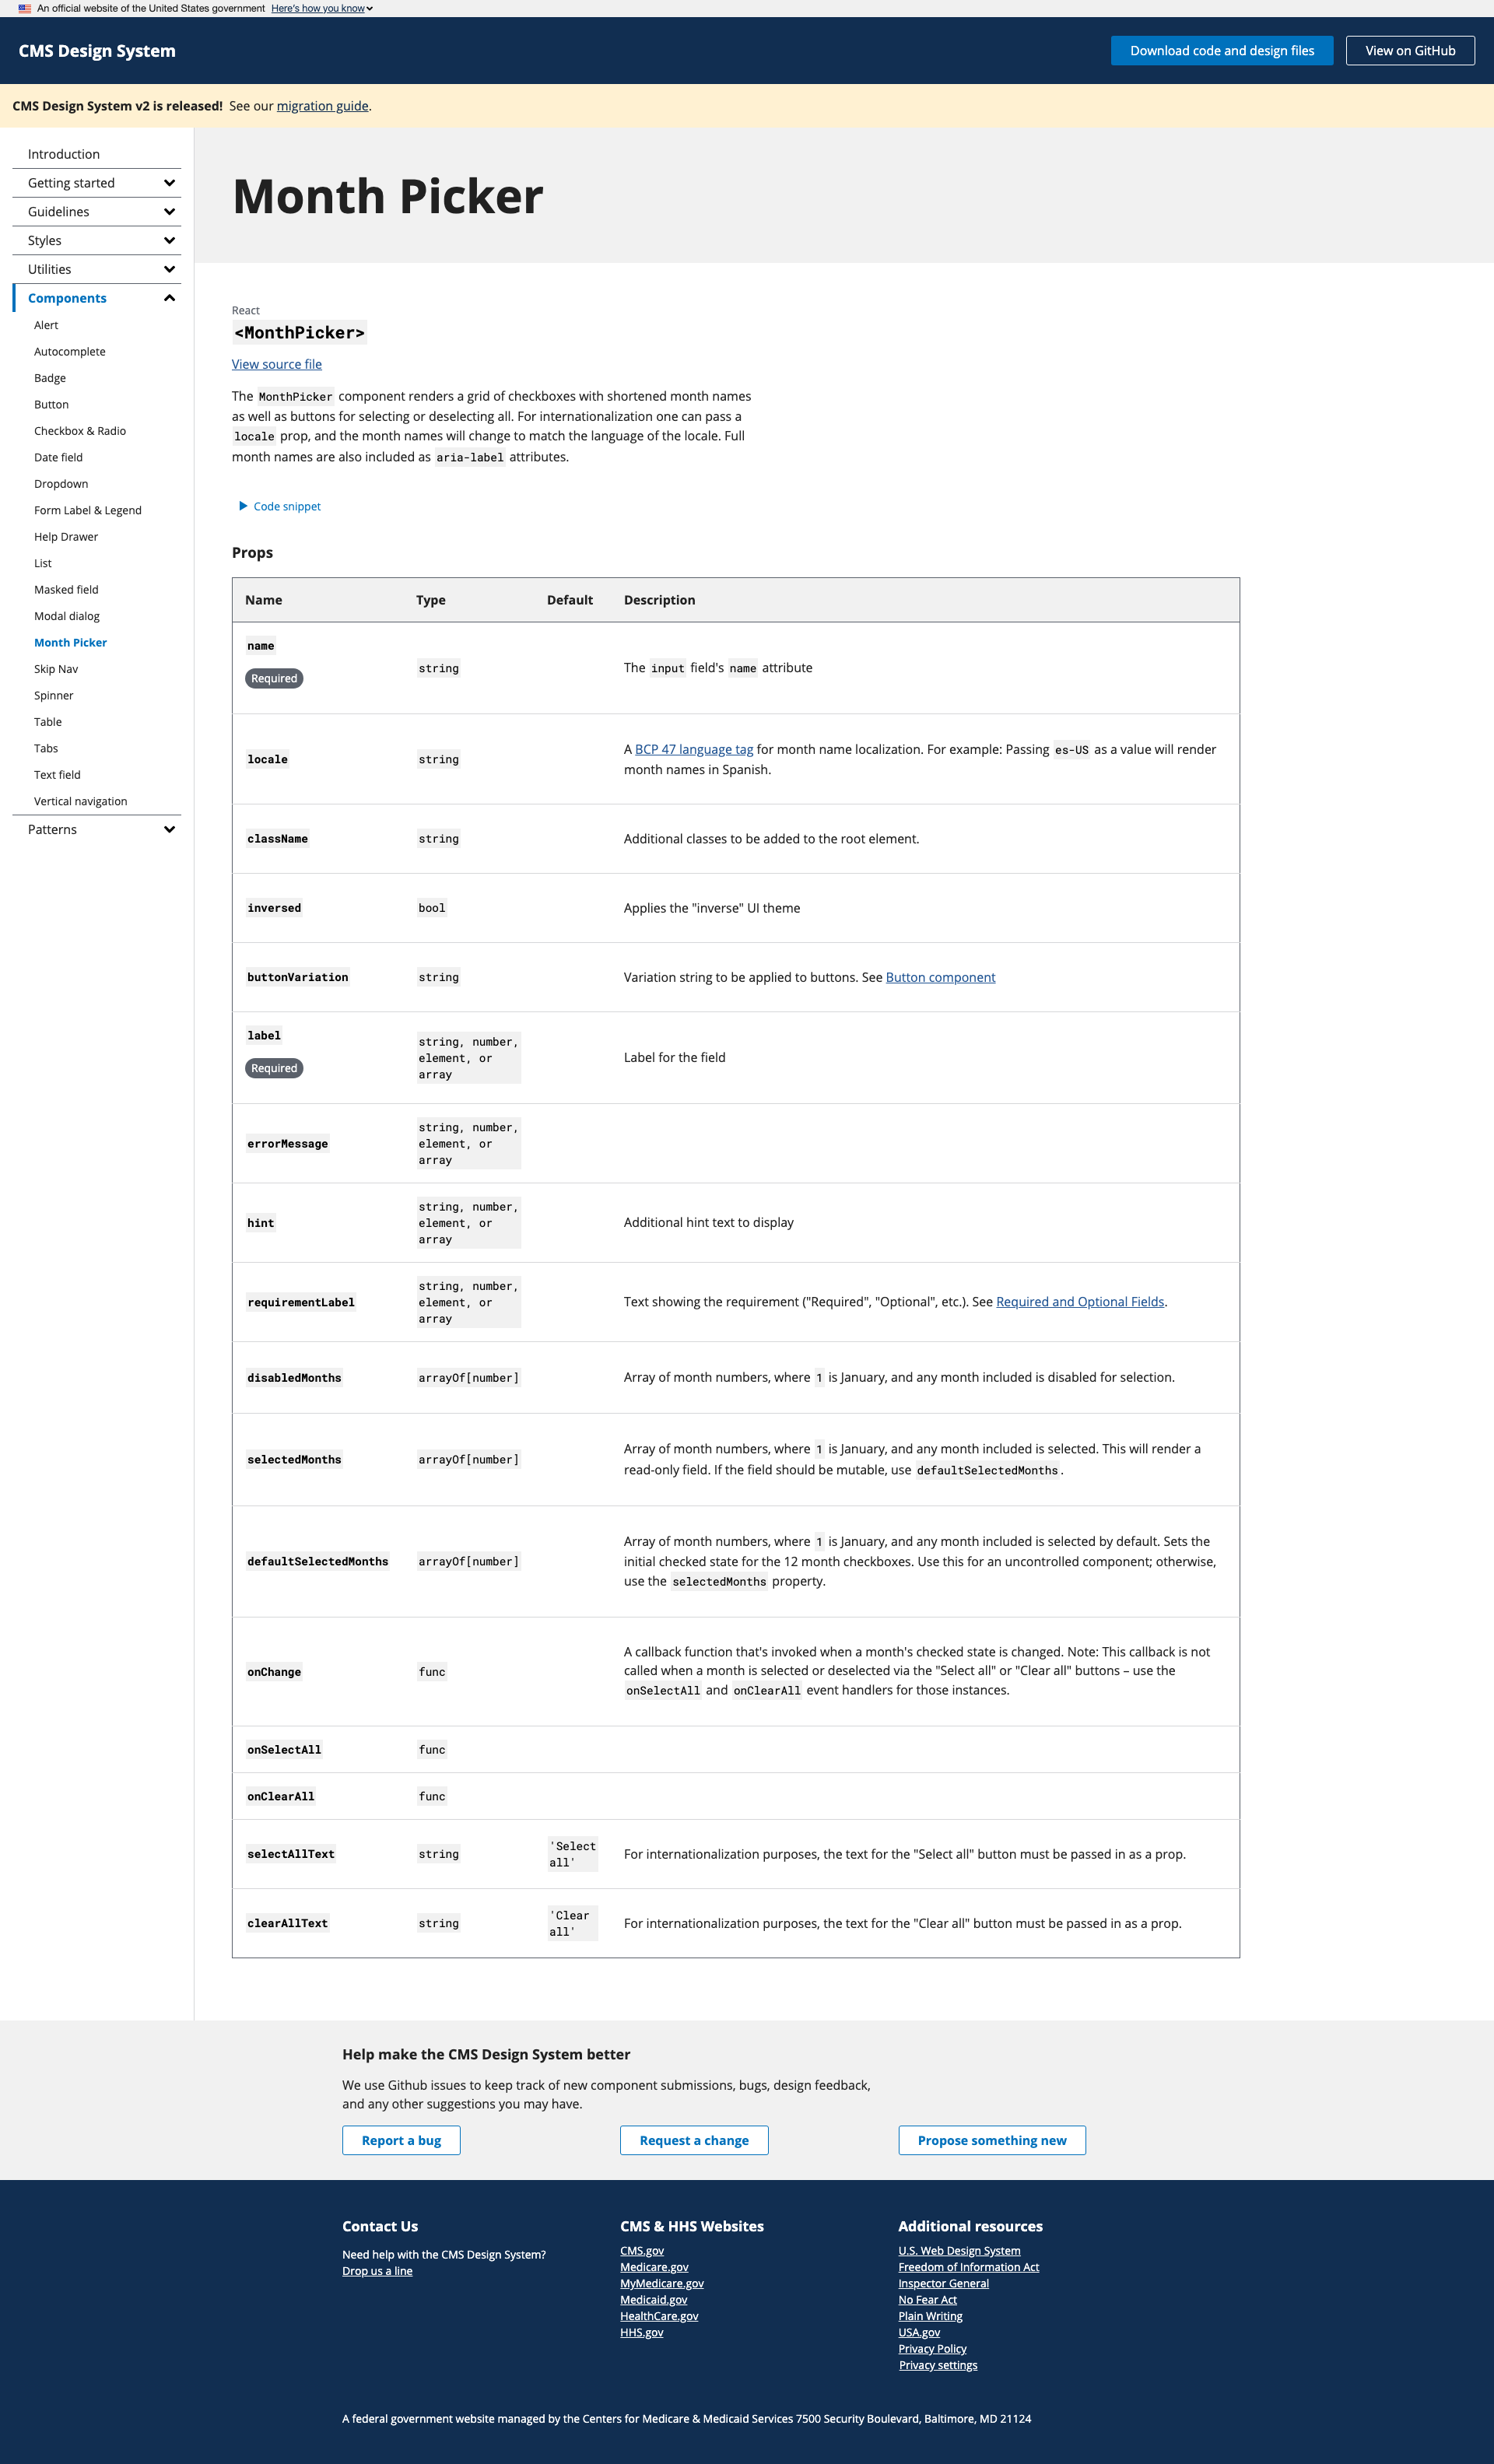 An official website of the United States government Here's how you know
CMS Design System
Download code and design files
View on GitHub
CMS Design System v2 is released! See our migration guide.
Introduction
Getting started
Guidelines
Styles
Utilities
Components
Alert
Autocomplete
Badge
Button
Checkbox & Radio
Date field
Dropdown
Form Label & Legend
Help Drawer
List
Masked field
Modal dialog
Month Picker
Skip Nav
Spinner
Table
Tabs
Text field
Vertical navigation
Patterns
Month Picker
React
<MonthPicker>
View source file
The MonthPicker component renders a grid of checkboxes with shortened month names
as well as buttons for selecting or deselecting all. For internationalization one can pass a
locale prop, and the month names will change to match the language of the locale. Full
month names are also included as aria-label attributes.
Code snippet
Props
Name Type Default Description
name
Required
string
The input field's name attribute
locale
string
A BCP 47 language tag for month name localization. For example: Passing es-US as a value will render
month names in Spanish.
className
string
Additional classes to be added to the root element.
inversed
bool
Applies the "inverse" UI theme
buttonVariation
string
Variation string to be applied to buttons. See Button component
label
Required
string, number,
element, or
array
Label for the field
errorMessage
string, number,
element, or
array
hint
string, number,
element, or
array
Additional hint text to display
requirementLabel
string, number,
element, or
array
Text showing the requirement ("Required", "Optional", etc.). See Required and Optional Fields.
disabledMonths
arrayOf[number]
Array of month numbers, where 1 is January, and any month included is disabled for selection.
selectedMonths
arrayOf[number]
Array of month numbers, where 1 is January, and any month included is selected. This will render a
read-only field. If the field should be mutable, use defaultSelectedMonths.
defaultSelectedMonths
arrayOf[number]
Array of month numbers, where 1 is January, and any month included is selected by default. Sets the
initial checked state for the 12 month checkboxes. Use this for an uncontrolled component; otherwise,
use the selectedMonths property.
onChange
func
A callback function that's invoked when a month's checked state is changed. Note: This callback is not
called when a month is selected or deselected via the "Select all" or "Clear all" buttons – use the
onSelectAll and onClearAll event handlers for those instances.
onSelectAll
func
onClearAll
func
selectAllText
string
'Select
all'
For internationalization purposes, the text for the "Select all" button must be passed in as a prop.
clearAllText
string
'Clear
all'
For internationalization purposes, the text for the "Clear all" button must be passed in as a prop.
Help make the CMS Design System better
We use Github issues to keep track of new component submissions, bugs, design feedback,
and any other suggestions you may have.
Report a bug
Request a change
Propose something new
Contact Us
Need help with the CMS Design System?
Drop us a line
CMS & HHS Websites
CMS.gov
Medicare.gov
MyMedicare.gov
Medicaid.gov
HealthCare.gov
HHS.gov
Additional resources
U.S. Web Design System
Freedom of Information Act
Inspector General
No Fear Act
Plain Writing
USA.gov
Privacy Policy
Privacy settings
A federal government website managed by the Centers for Medicare & Medicaid Services 7500 Security Boulevard, Baltimore, MD 21124